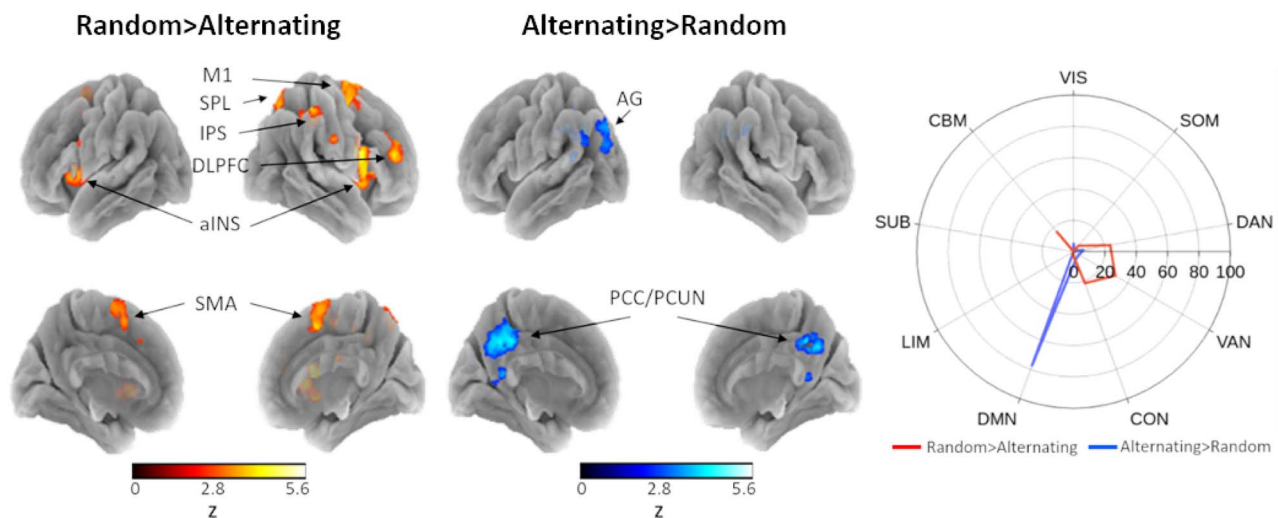 Random>Alternating
Alternating>Random
M1
SPL
IPS
DLPFC
aINS
SMA
0 2.8 5.6
z
AG
PCC/PCUN
0 2.8 5.6
z
VIS
CBM
SOM
SUB
DAN
0 20 40 60 80 100
LIM
VAN
DMN
CON
Random>Alternating
Alternating>Random